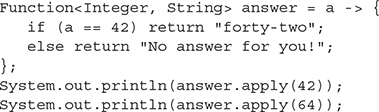 Function<Integer, String> answer = a -> {
if (a == 42) return "forty-two";
else return "No answer for you!";
};
System.out.println(answer.apply(42));
System.out.println(answer.apply(64));